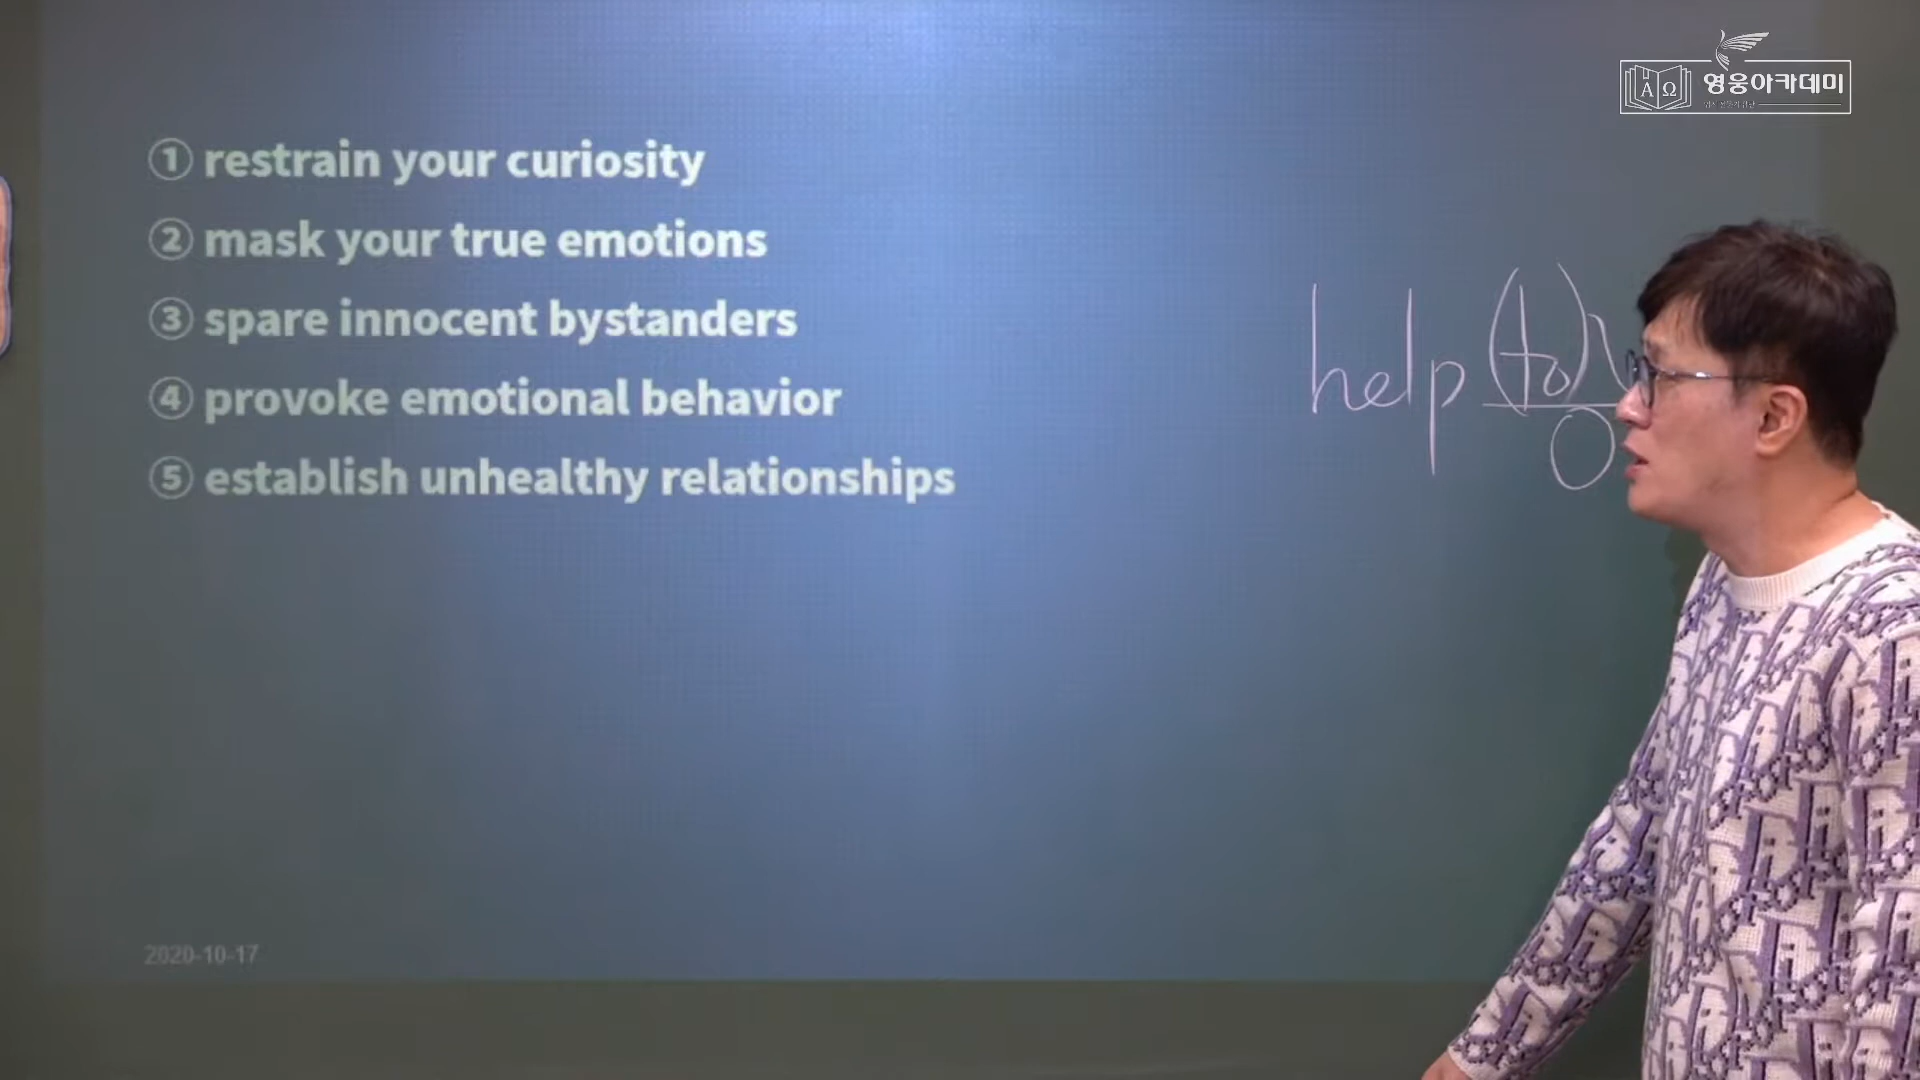 영웅아카데미
① restrain your curiosity
② mask your true emotions
③ spare innocent bystanders
④ provoke emotional behavior
⑤ establish unhealthy relationships
help (to)
O
2020-10-17